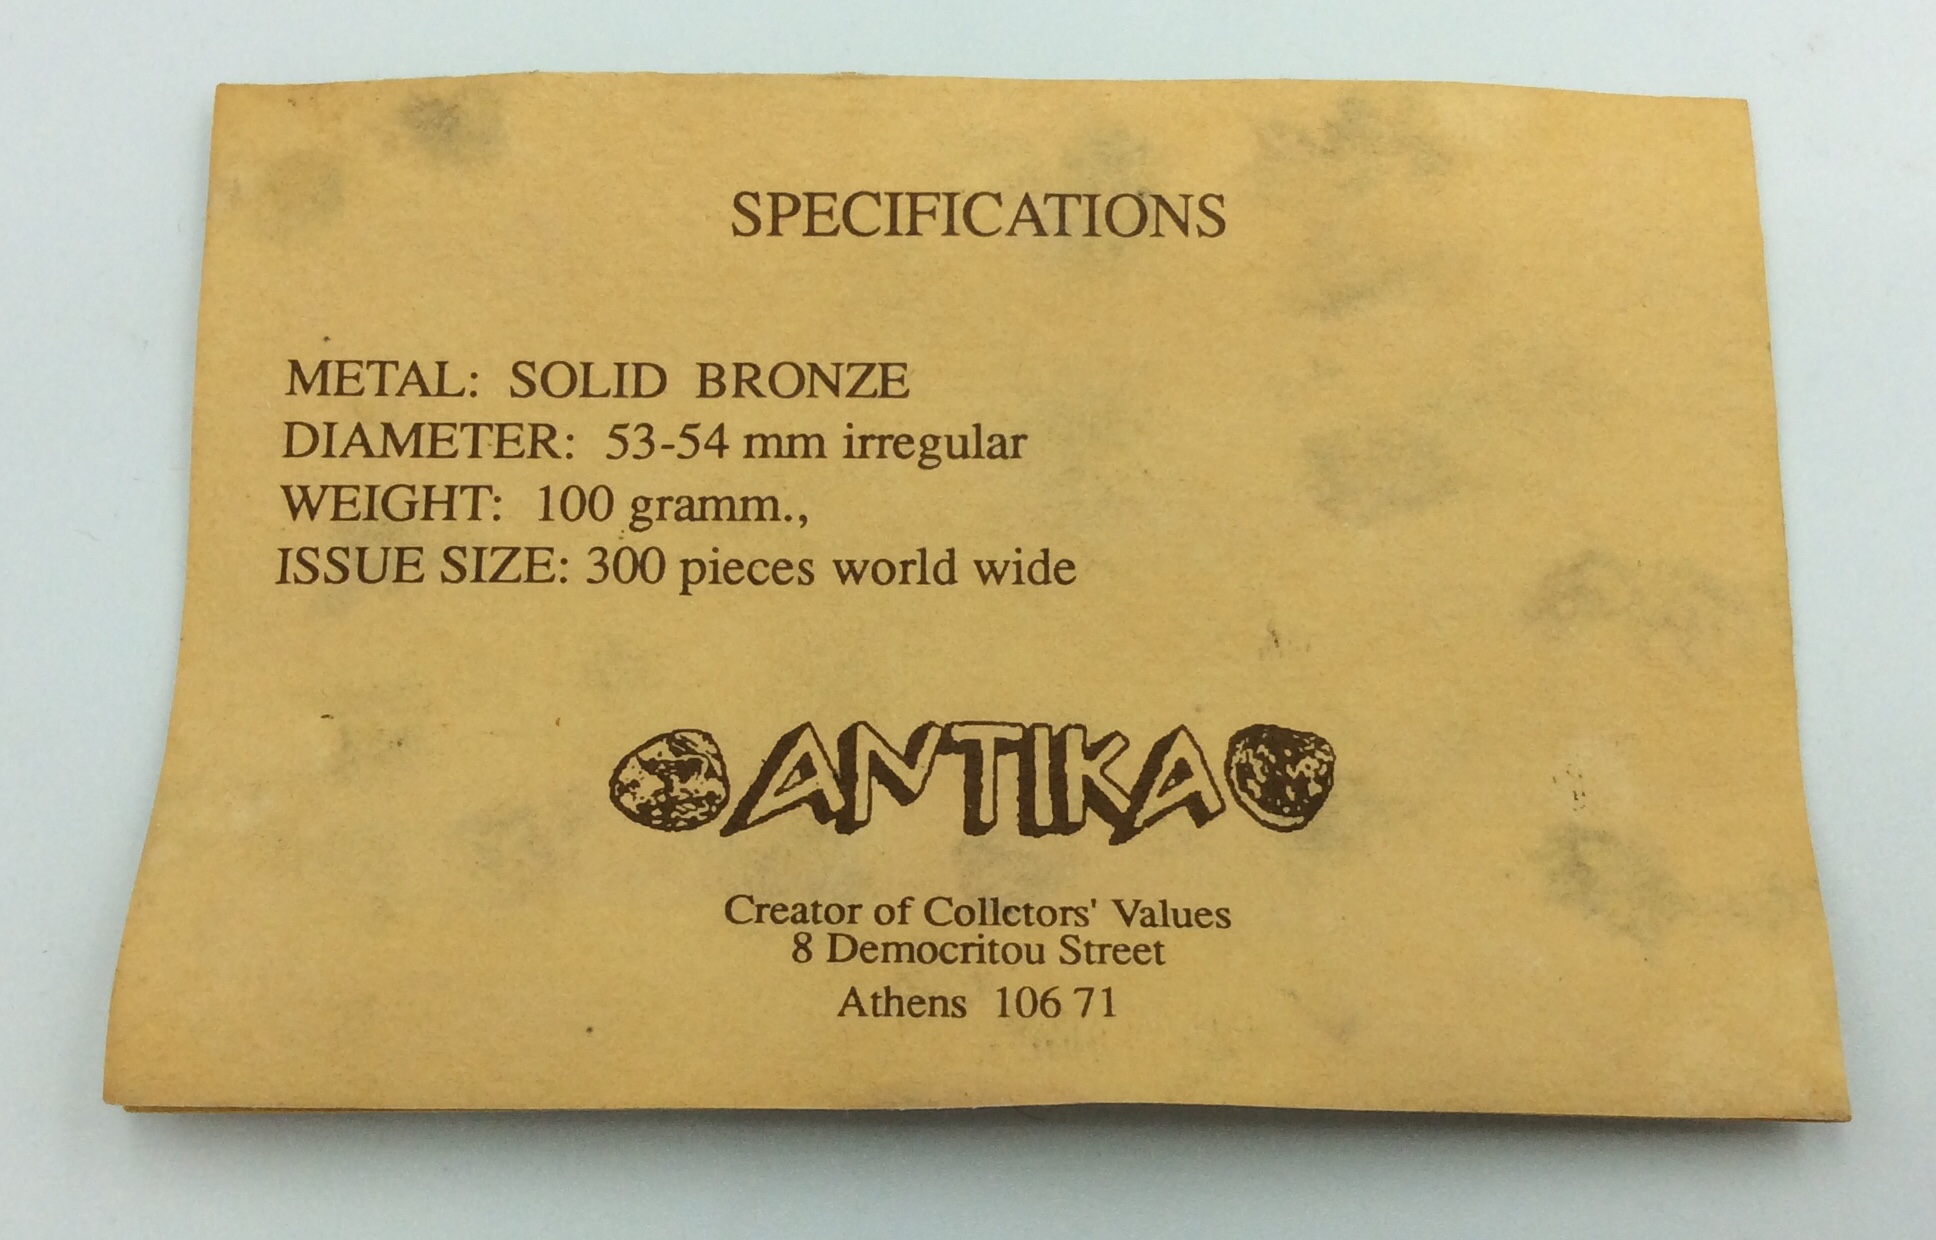 SPECIFICATIONS
METAL: SOLID BRONZE
DIAMETER: 53-54 mm irregular
WEIGHT: 100 gramm.,
ISSUE SIZE: 300 pieces world wide
ANTIKA
Creator of Collctors' Values
8 Democritou Street
Athens 106 71